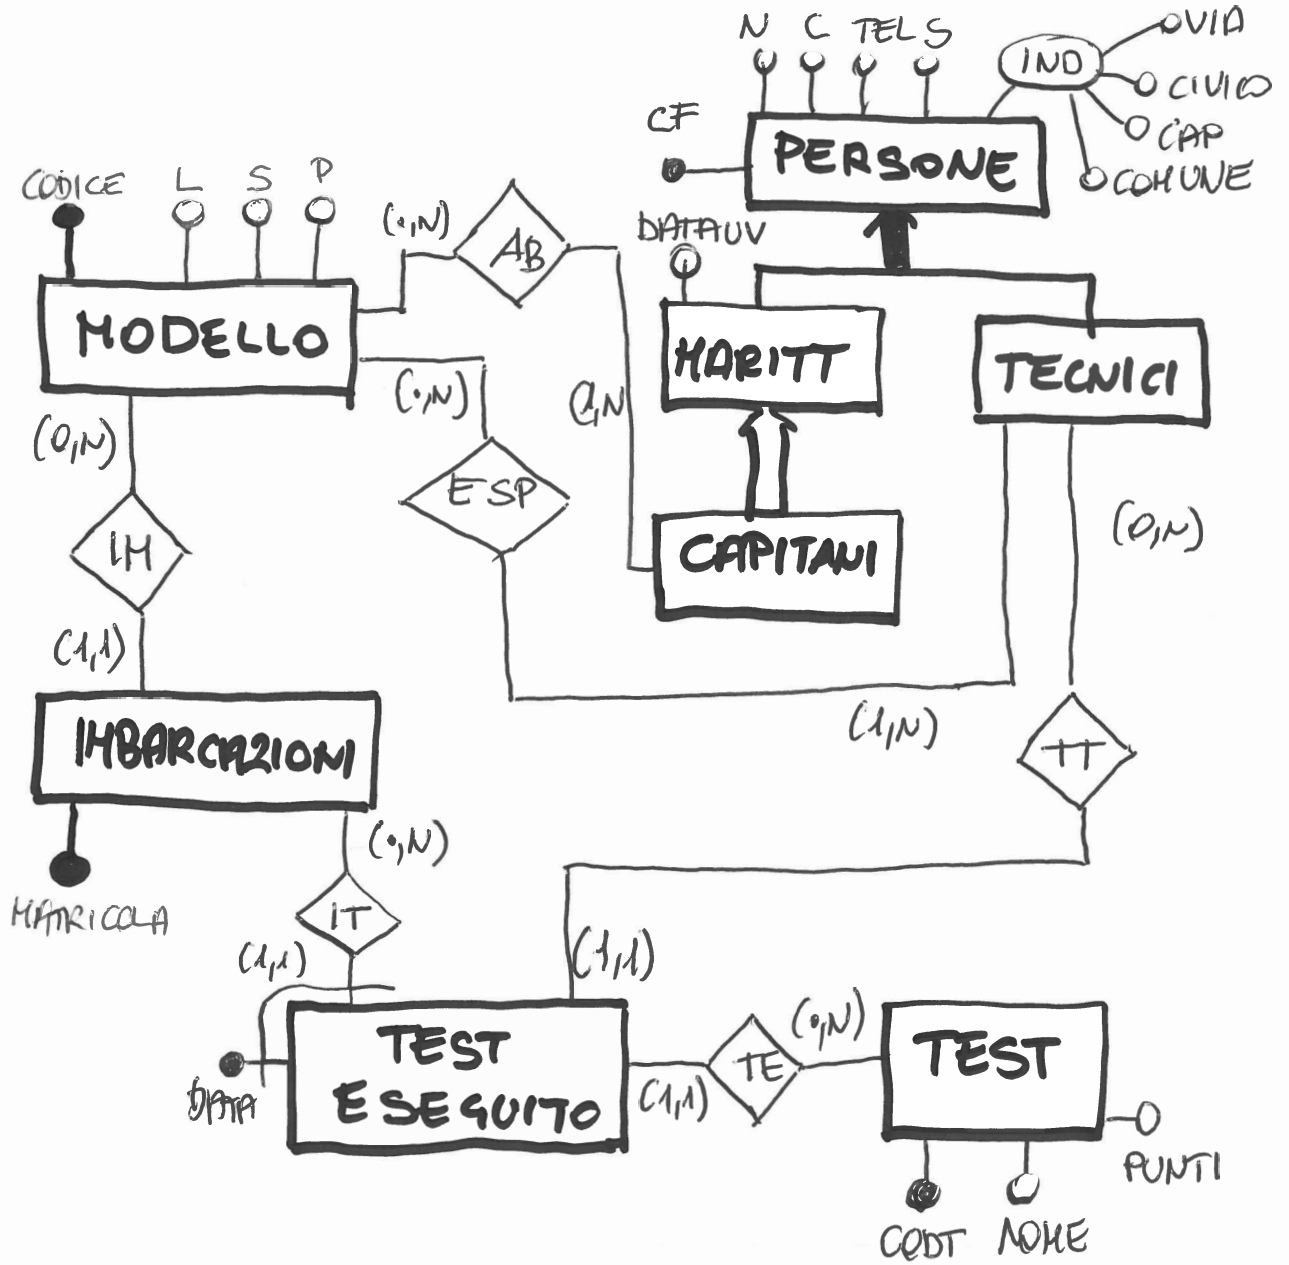 N C TEL S
IND
VIA
CIVICO
CAP
COMUNE
CF
PERSONE
CODICE
L S P
(0,N)
AB
DATAUV
MODELLO
MARITT
TECNICI
(0,N)
(1,N)
(0,N)
ESP
(0,N)
IM
CAPITANI
(1,1)
(1,N)
IMBARCAZIONI
TT
(0,N)
MATRICOLA
IT
(1,1)
(1,1)
DATA
TEST
ESEGUITO
(1,1)
TE
(0,N)
TEST
PUNTI
CODT
NOME